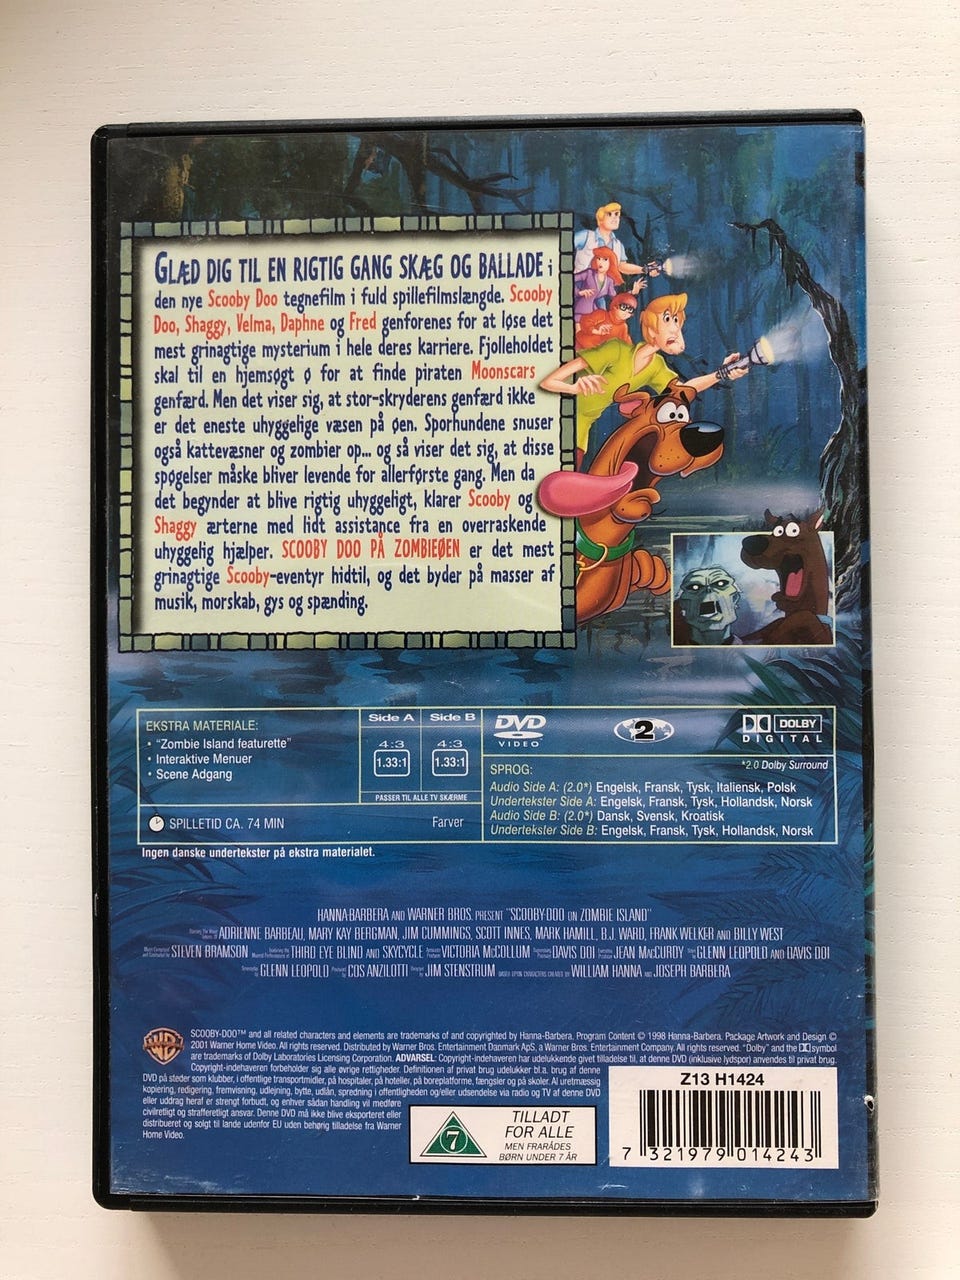 GLÆD DIG TIL EN RIGTIG GANG SKÆG OG BALLADE i
den nye Scooby Doo tegnefilm i fuld spillefilmslængde. Scooby
Doo, Shaggy, Velma, Daphne og Fred genforenes for at løse det
mest grinagtige mysterium i hele deres karriere. Fjolleholdet
skal til en hjemsøgt ø for at finde piraten Moonscars
genfærd. Men det viser sig, at stor-skryderens genfærd ikke
er det eneste uhyggelige væsen på øen. Sporhundene snuser
også kattevæsner og zombier op... og så viser det sig, at disse
spøgelser måske bliver levende for allerførste gang. Men da
det begynder at blive rigtig uhyggeligt, klarer Scooby og
Shaggy ærterne med lidt assistance fra en overraskende
uhyggelig hjælper. SCOOBY DOO PÅ ZOMBIEØEN er det mest
grinagtige Scooby-eventyr hidtil, og det byder på masser af
musik, morskab, gys og spænding.
EKSTRA MATERIALE:
• "Zombie Island featurette"
• Interaktive Menuer
• Scene Adgang
SPILLETID CA. 74 MIN
Side A Side B
4:3 4:3
1.33:1 1.33:1
PASSER TIL ALLE TV SKÆRME
Farver
DVD
VIDEO
2
DOLBY
DIGITAL
*2.0 Dolby Surround
SPROG:
Audio Side A: (2.0*) Engelsk, Fransk, Tysk, Italiensk, Polsk
Undertekster Side A: Engelsk, Fransk, Tysk, Hollandsk, Norsk
Audio Side B: (2.0*) Dansk, Svensk, Kroatisk
Undertekster Side B: Engelsk, Fransk, Tysk, Hollandsk, Norsk
Ingen danske undertekster på ekstra materialet.
HANNA-BARBERA AND WARNER BROS. PRESENT "SCOOBY-DOO ON ZOMBIE ISLAND"
ADRIENNE BARBEAU, MARY KAY BERGMAN, JIM CUMMINGS, SCOTT INNES, MARK HAMILL, B.J. WARD, FRANK WELKER AND BILLY WEST
STEVEN BRAMSON THIRD EYE BLIND AND SKYCYCLE VICTORIA McCOLLUM DAVIS DOI JEAN MacCURDY GLENN LEOPOLD AND DAVIS DOI
GLENN LEOPOLD COS ANZILOTTI JIM STENSTRUM BASED UPON CHARACTERS CREATED BY WILLIAM HANNA AND JOSEPH BARBERA
WB
SCOOBY-DOO™ and all related characters and elements are trademarks of and copyrighted by Hanna-Barbera. Program Content © 1998 Hanna-Barbera. Package Artwork and Design ©
2001 Warner Home Video. All rights reserved. Distributed by Warner Bros. Entertainment Danmark ApS, a Warner Bros. Entertainment Company. All rights reserved. "Dolby" and the symbol
are trademarks of Dolby Laboratories Licensing Corporation. ADVARSEL: Copyright-indehaveren har udelukkende givet tilladelse til, at denne DVD (inklusive lydspor) anvendes til privat brug.
Copyright-indehaveren forbeholder sig alle øvrige rettigheder. Definitionen af privat brug udelukker bl.a. brug af denne
DVD på steder som klubber, i offentlige transportmidler, på hospitaler, på hoteller, på boreplatforme, fængsler og på skoler. Al uretmæssig
kopiering, redigering, fremvisning, udlejning, bytte, udlån, spredning i offentligheden og/eller udsendelse via radio og TV af denne DVD
eller uddrag heraf er strengt forbudt, og enhver sådan handling vil medføre
civilretligt og strafferetligt ansvar. Denne DVD må ikke blive eksporteret eller
distribueret og solgt til lande udenfor EU uden behørig tilladelse fra Warner
Home Video.
7
TILLADT
FOR ALLE
MEN FRARÅDES
BØRN UNDER 7 ÅR
Z13 H1424
7 321979 014243